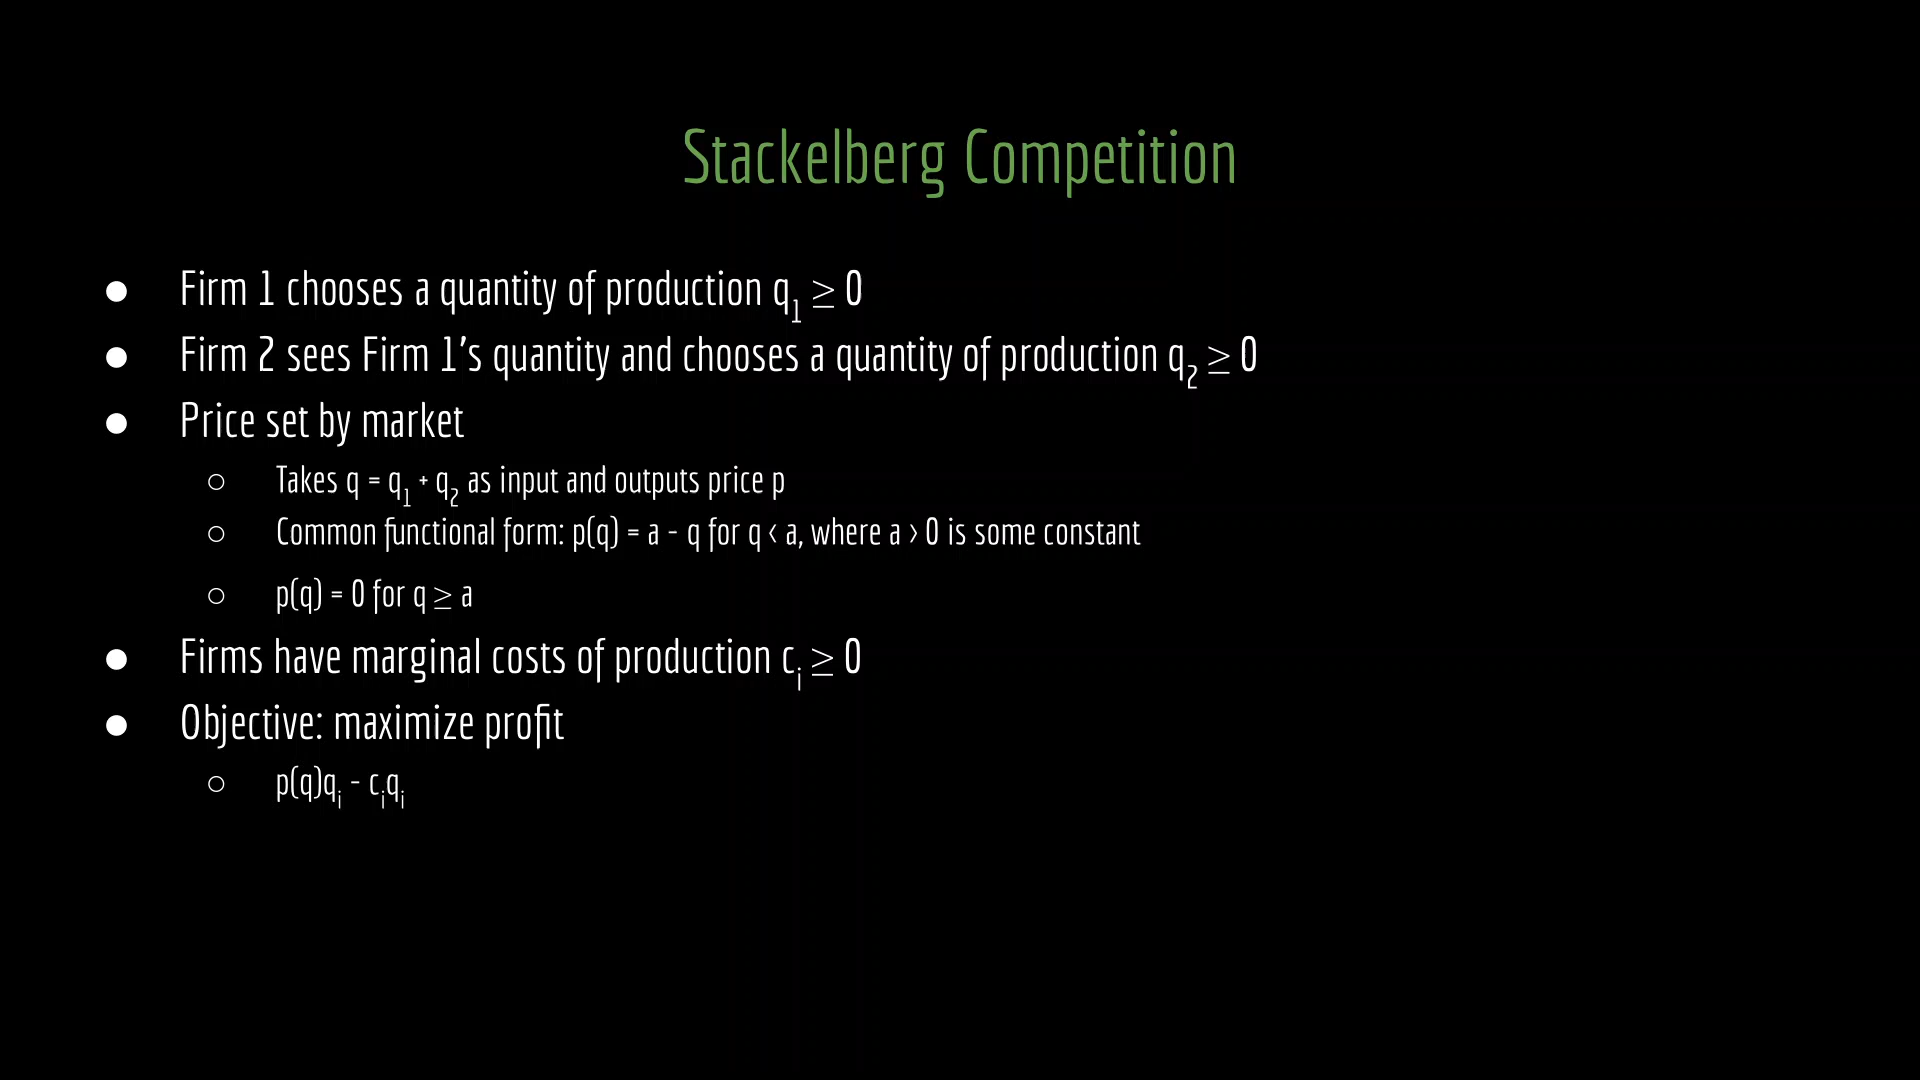 Stackelberg Competition
● Firm 1 chooses a quantity of production q₁ ≥ 0
● Firm 2 sees Firm 1’s quantity and chooses a quantity of production q₂ ≥ 0
● Price set by market
○ Takes q = q₁ + q₂ as input and outputs price p
○ Common functional form: p(q) = a - q for q < a, where a > 0 is some constant
○ p(q) = 0 for q ≥ a
● Firms have marginal costs of production cᵢ ≥ 0
● Objective: maximize profit
○ p(q)qᵢ - cᵢqᵢ